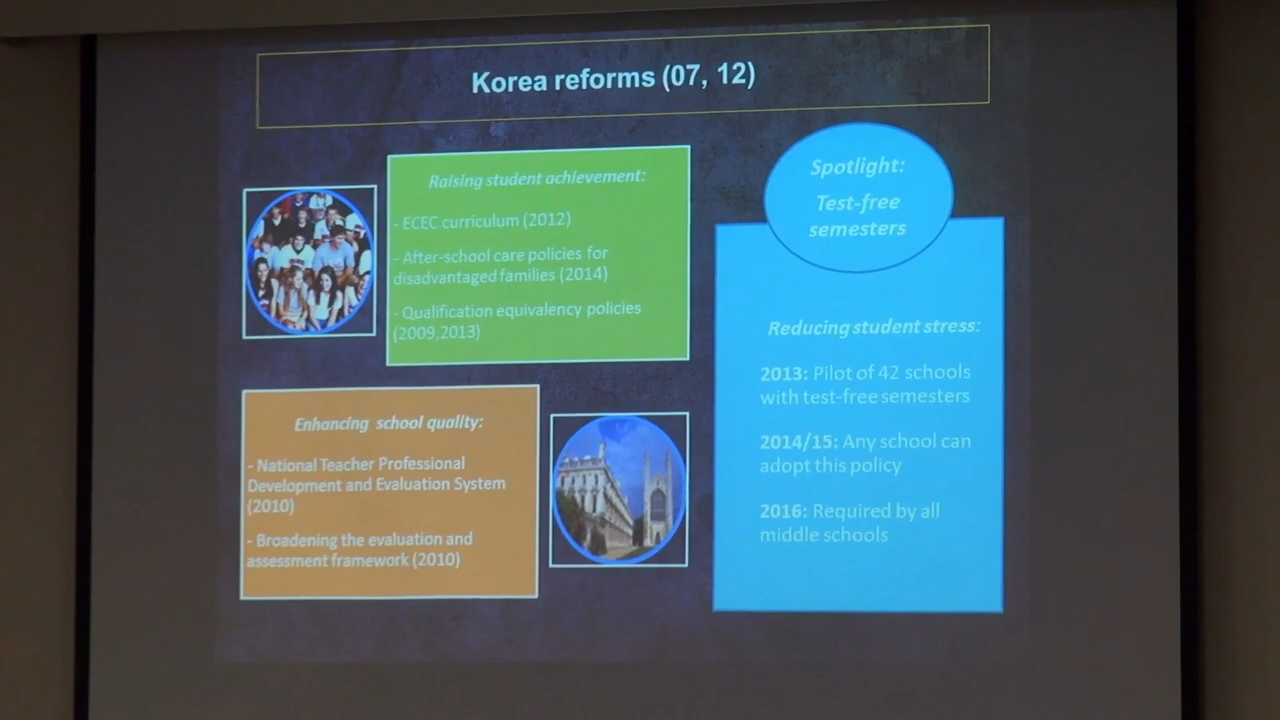 Korea reforms (07, 12)
Raising student achievement:
- ECEC curriculum (2012)
- After-school care policies for
disadvantaged families (2014)
- Qualification equivalency policies
(2009,2013)
Enhancing school quality:
- National Teacher Professional
Development and Evaluation System
(2010)
- Broadening the evaluation and
assessment framework (2010)
Spotlight:
Test-free
semesters
Reducing student stress:
2013: Pilot of 42 schools
with test-free semesters
2014/15: Any school can
adopt this policy
2016: Required by all
middle schools